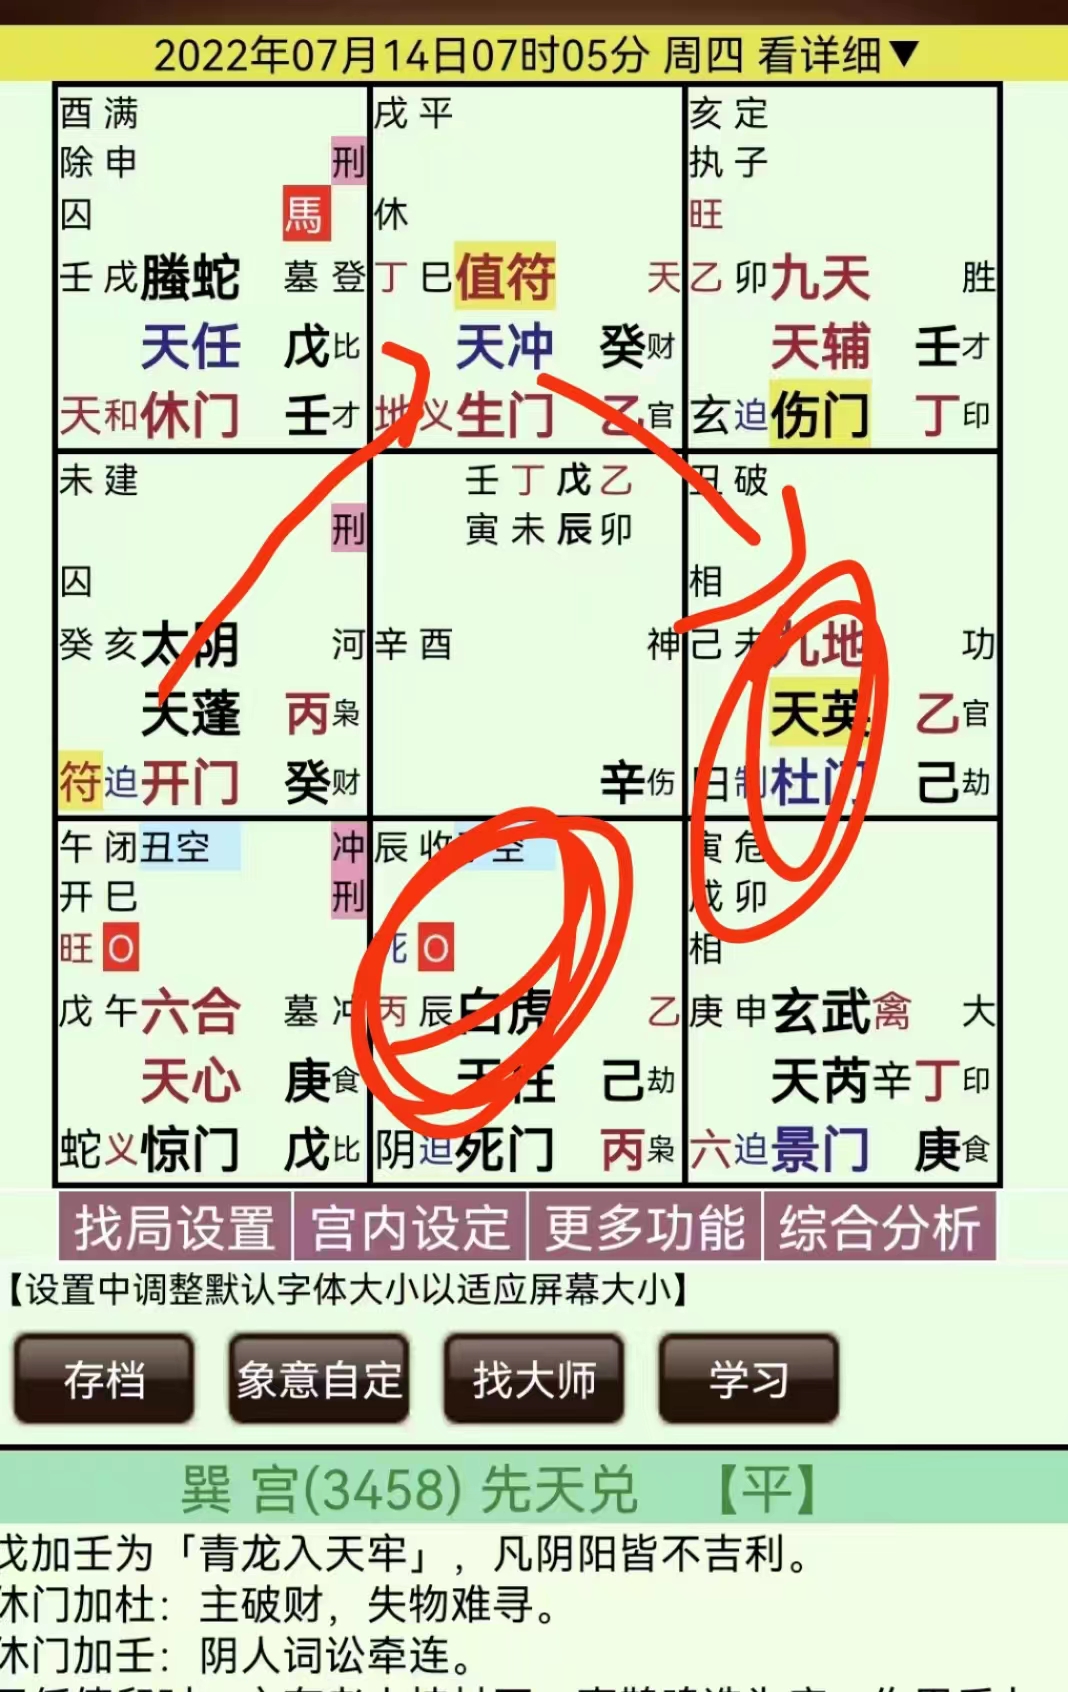 2022年07月14日07时05分 周四 看详细▼
酉 满
除 申 刑
囚 馬
壬 戌 螣蛇 墓 登
天任 戊 比
天 和 休门 壬 才
戌 平
休
丁 巳 值符 天
天冲 癸 财
地 义 生门 乙 官
亥 定
执 子
旺
乙 卯 九天 胜
天辅 壬 才
玄 迫 伤门 丁 印
未 建
刑
囚
癸 亥 太阴 河
天蓬 丙 枭
符 迫 开门 癸 财
壬 丁 戊 乙
寅 未 辰 卯
辛 酉 神
辛 伤
丑 破
相
己 未 九地 功
天英 乙 官
制 杜门 己 劫
午 闭 丑空 冲
开 巳 刑
旺 O
戊 午 六合 墓 冲
天心 庚 食
蛇 义 惊门 戊 比
辰 收 空
死 O
丙 辰 白虎 乙
天柱 己 劫
阴 迫 死门 丙 枭
寅 危
成 卯
相
庚 申 玄武 禽 大
天芮 辛 丁 印
六 迫 景门 庚 食
找局设置 宫内设定 更多功能 综合分析
【设置中调整默认字体大小以适应屏幕大小】
存档 象意自定 找大师 学习
巽 宫(3458) 先天兑 【平】
戊加壬为「青龙入天牢」，凡阴阳皆不吉利。
休门加杜：主破财，失物难寻。
休门加壬：阴人词讼牵连。